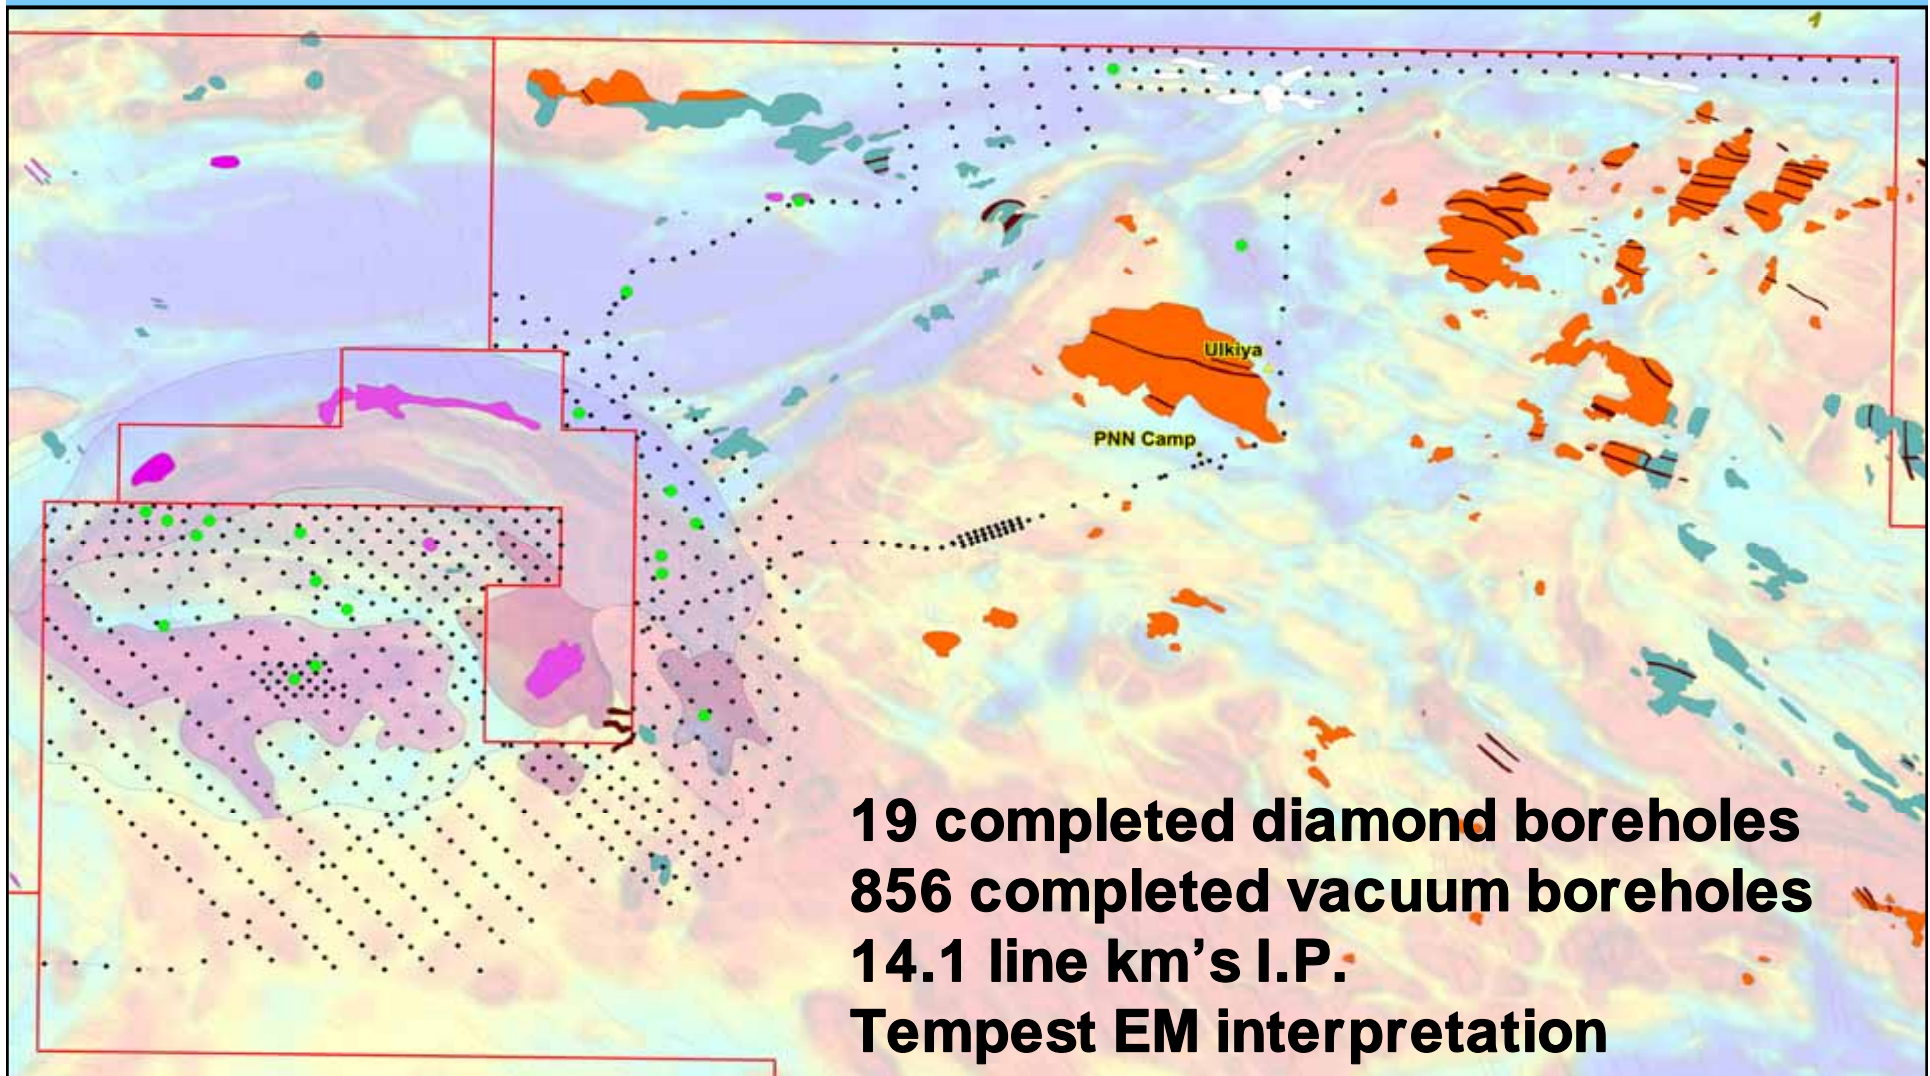 Ulkiya
PNN Camp
19 completed diamond boreholes
856 completed vacuum boreholes
14.1 line km’s I.P.
Tempest EM interpretation